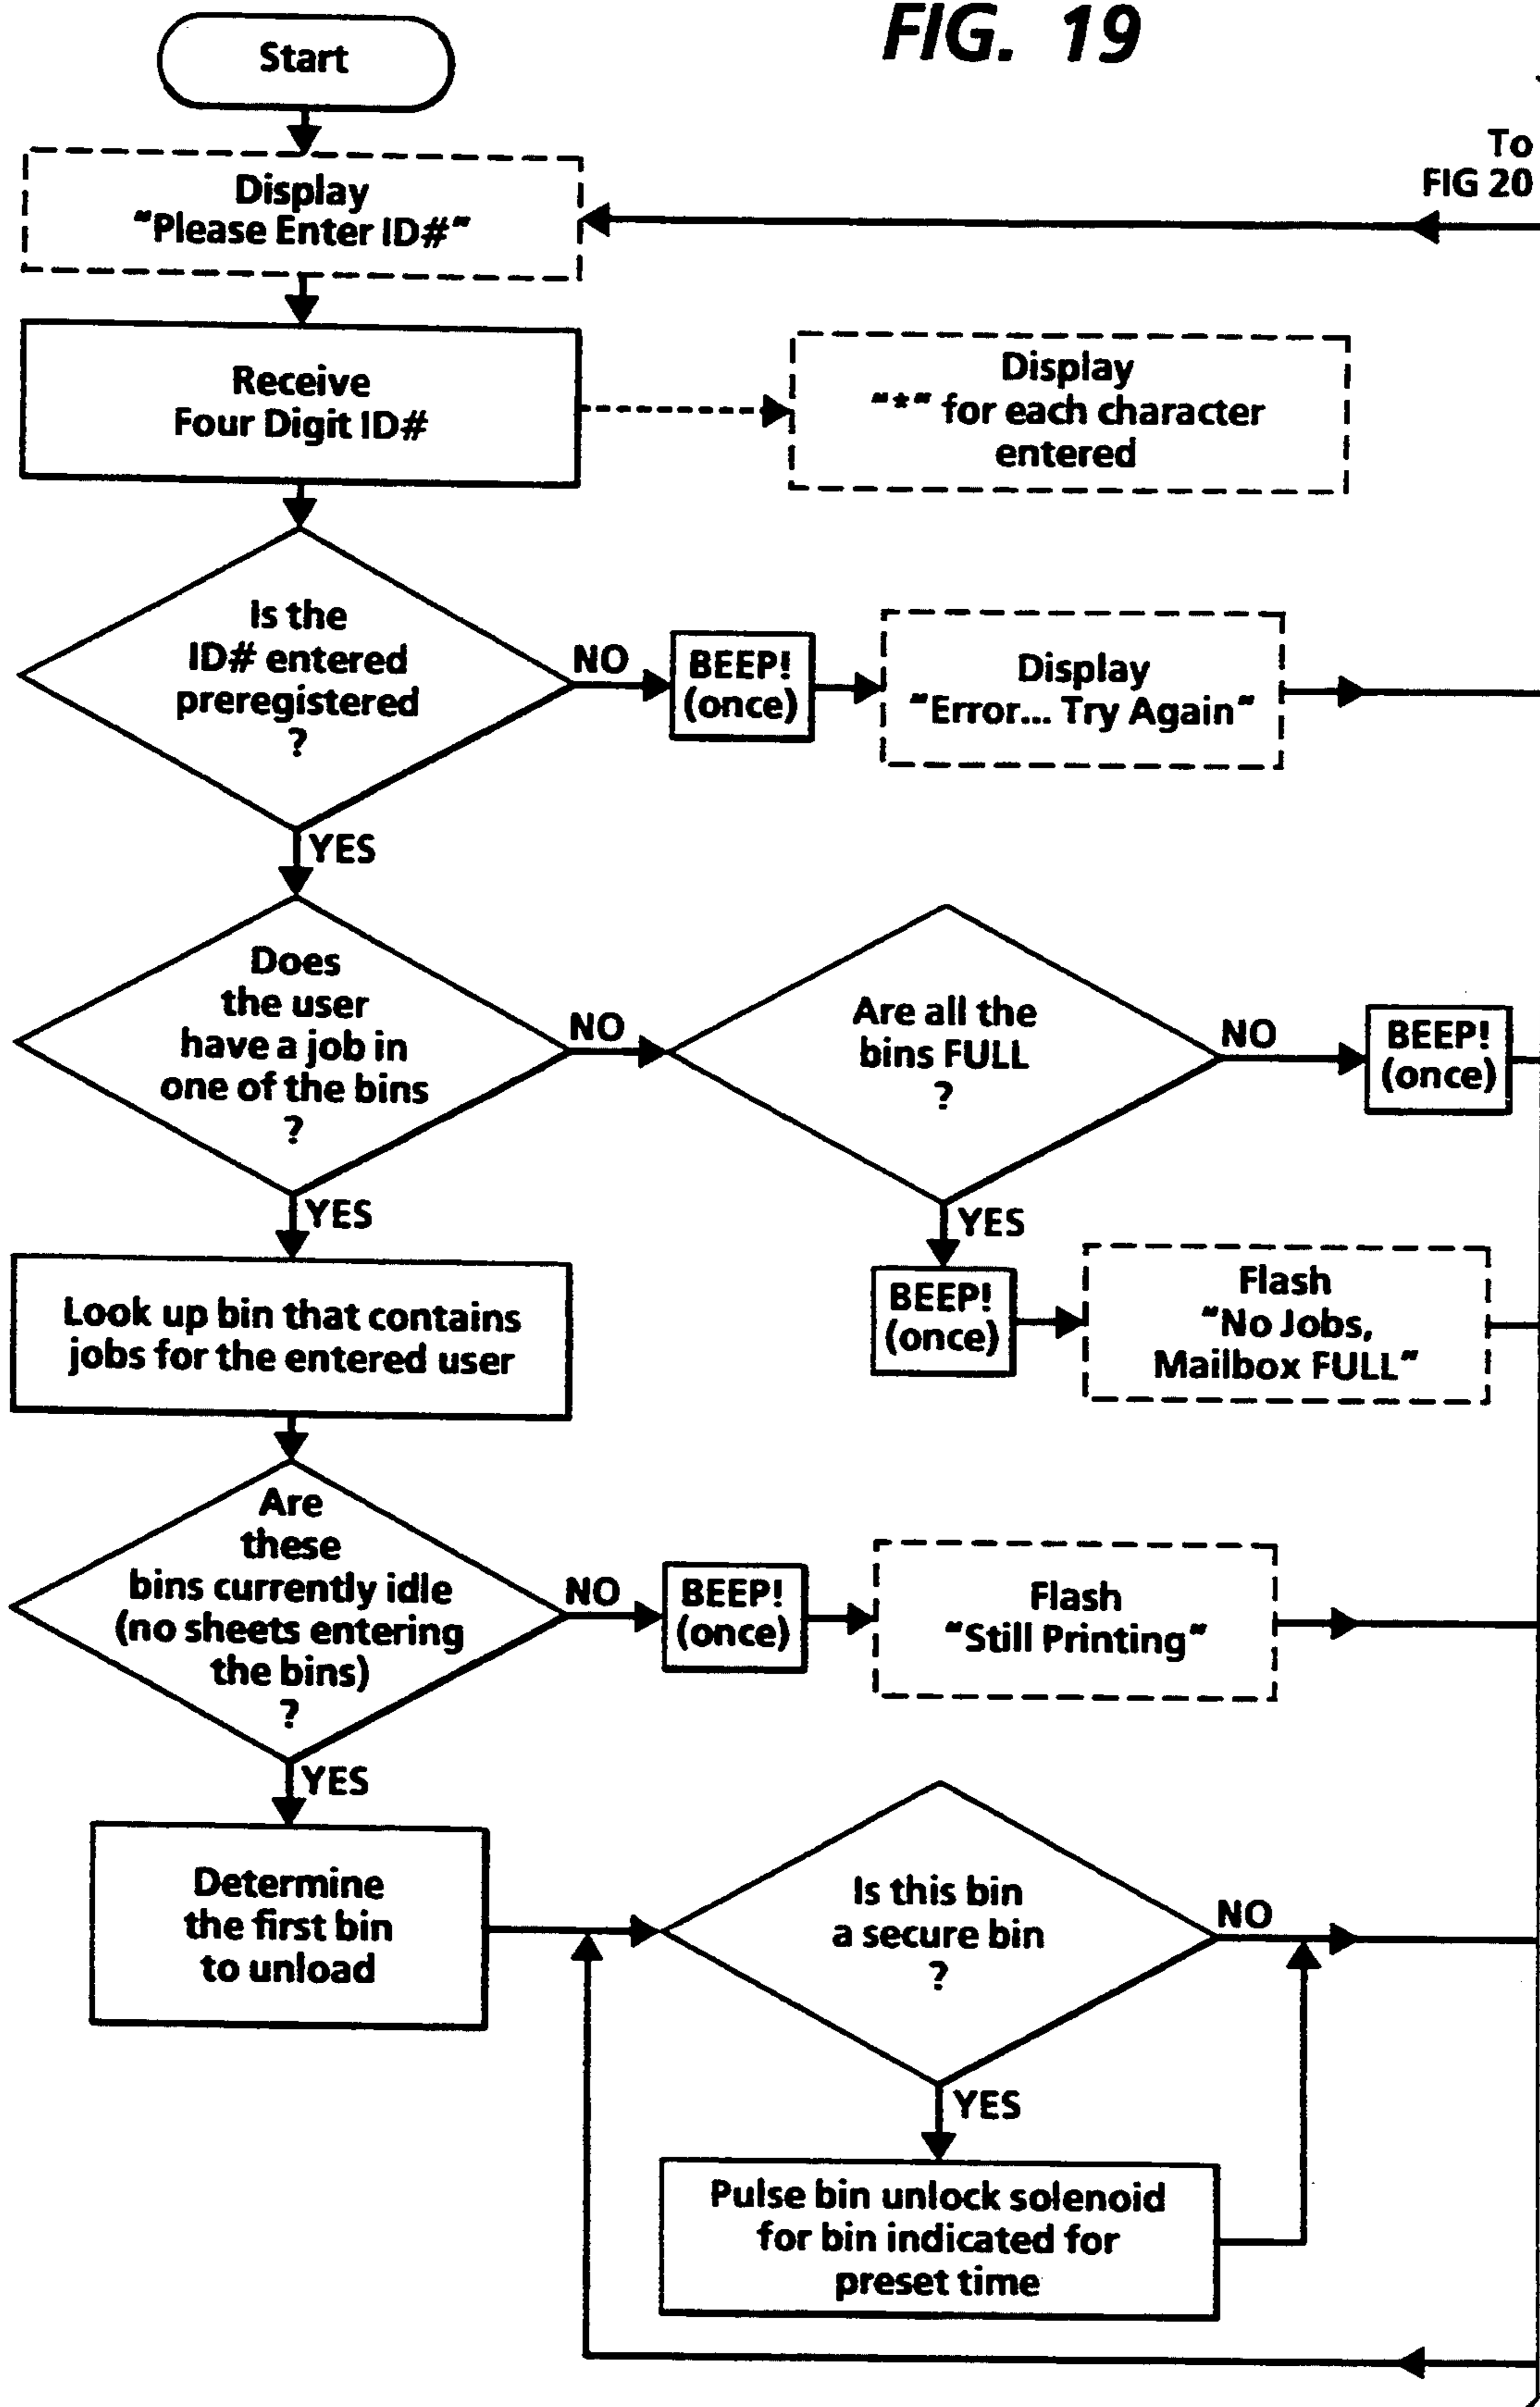 FIG. 19
Start
To
FIG 20
Display
"Please Enter ID#"
Receive
Four Digit ID#
Display
"*" for each character
entered
Is the
ID# entered
preregistered
?
NO
BEEP!
(once)
Display
"Error... Try Again"
YES
Does
the user
have a job in
one of the bins
?
NO
Are all the
bins FULL
?
NO
BEEP!
(once)
YES
YES
BEEP!
(once)
Flash
"No Jobs,
Mailbox FULL"
Look up bin that contains
jobs for the entered user
Are
these
bins currently idle
(no sheets entering
the bins)
?
NO
BEEP!
(once)
Flash
"Still Printing"
YES
Determine
the first bin
to unload
Is this bin
a secure bin
?
NO
YES
Pulse bin unlock solenoid
for bin indicated for
preset time